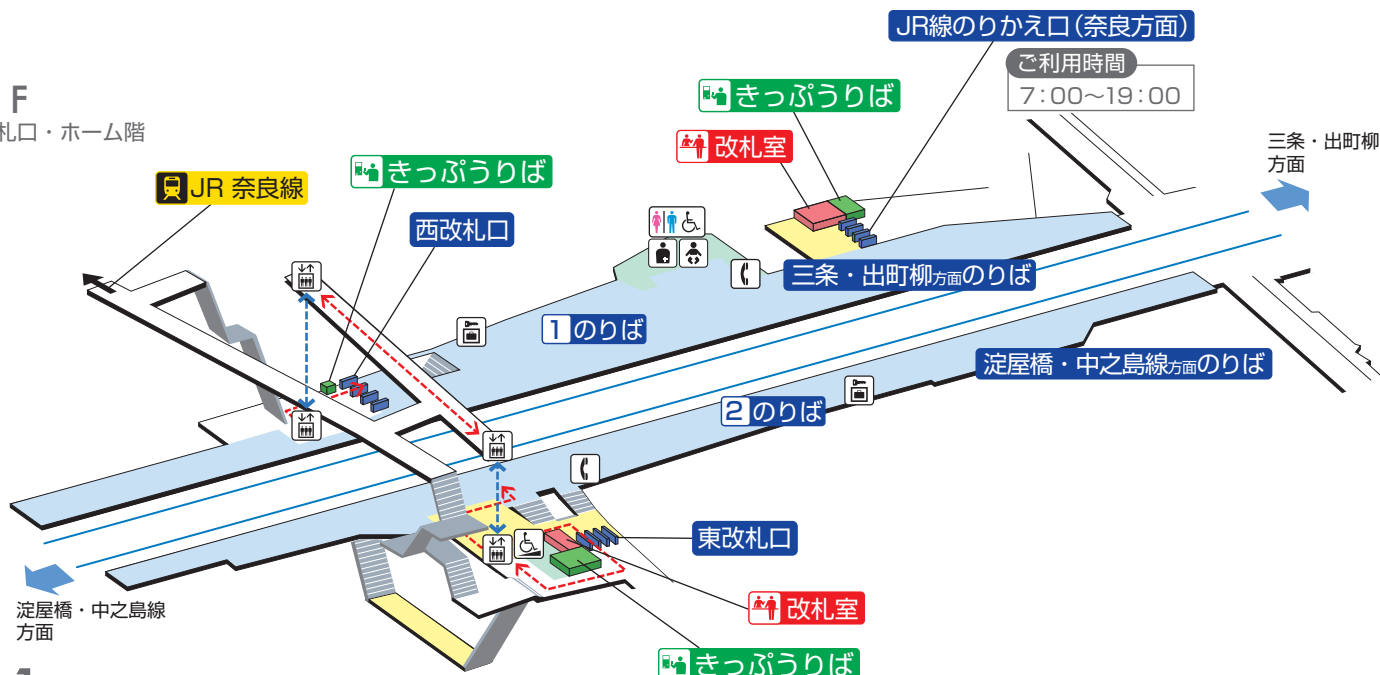 JR線のりかえ口(奈良方面)
ご利用時間
7:00~19:00
きっぷうりば
F
札口・ホーム階
改札室
三条・出町柳
方面
きっぷうりば
JR 奈良線
西改札口
三条・出町柳方面のりば
1 のりば
淀屋橋・中之島線方面のりば
2 のりば
東改札口
淀屋橋・中之島線
方面
改札室
きっぷうりば